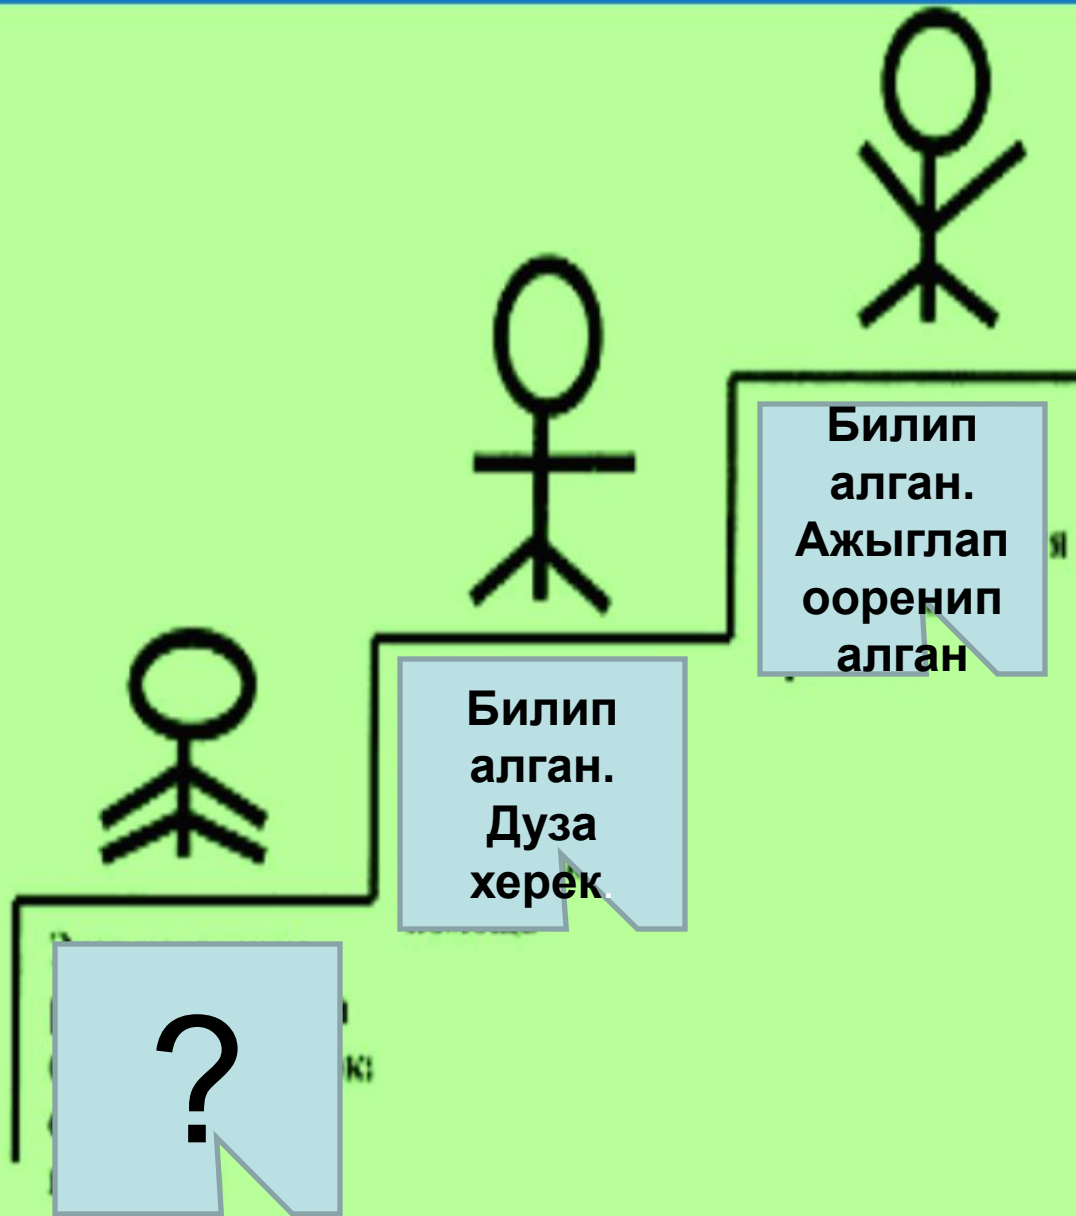 Билип
алган.
Ажыглап
ооренип
алган
Билип
алган.
Дуза
херек.
?